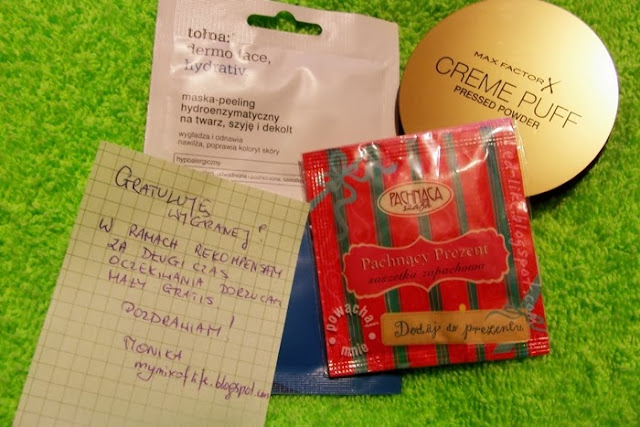 tołpa:
dermo face,
hydrativ
maska-peeling
hydroenzymatyczny
na twarz, szyję i dekolt
wygładza i odnawia
nawilża, poprawia koloryt skóry
hypoalergiczny
MAX FACTOR X
CREME PUFF
PRESSED POWDER
GRATULUJĘ
WYGRANEJ!
W RAMACH REKOMPENSATY
ZA DŁUGI CZAS
OCZEKIWANIA DORZUCAM
MAŁY GRATIS
POZDRAWIAM!
MONIKA
mymixoflife.blogspot.com
PACHNĄCA
SZAFA
Pachnący Prezent
saszetka zapachowa
powąchaj
mnie
Dodaj do prezentu